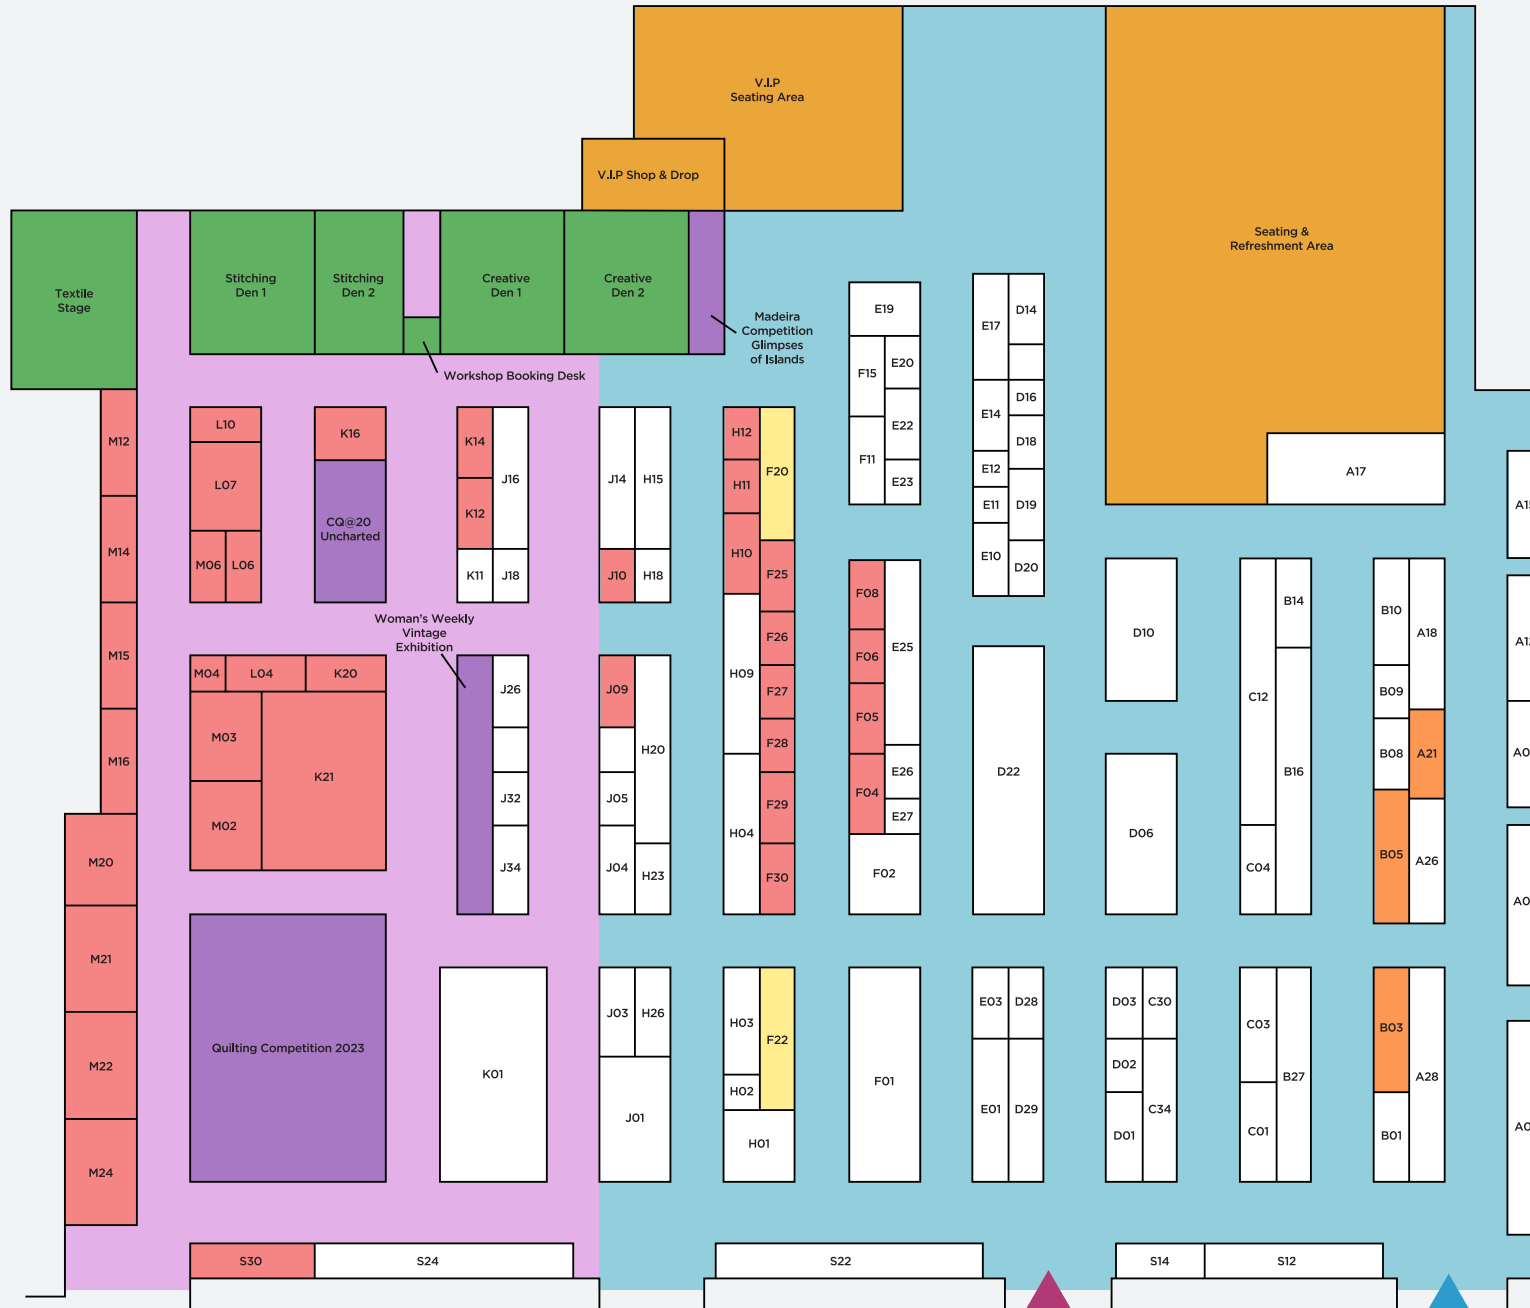 V.I.P
Seating Area
V.I.P Shop & Drop
Seating &
Refreshment Area
Textile
Stage
Stitching
Den 1
Stitching
Den 2
Creative
Den 1
Creative
Den 2
Madeira
Competition
Glimpses
of Islands
Workshop Booking Desk
E19
E17
D14
F15
E20
E14
D16
E22
D18
F11
E12
E23
E11
D19
E10
D20
A17
A15
M12
M14
M15
M16
M20
M21
M22
M24
L10
L07
M06
L06
K16
CQ@20
Uncharted
K14
K12
J16
K11
J18
J14
H15
J10
H18
H12
H11
H10
F20
F25
F26
F27
F28
F29
F30
H09
H04
F08
F06
F05
F04
E25
E26
E27
F02
D22
D10
D06
C12
C04
B14
B16
B10
B09
B08
B05
A18
A21
A26
A12
A0
A0
A0
Woman's Weekly
Vintage
Exhibition
M04
L04
K20
M03
M02
K21
J26
J32
J34
J09
J05
J04
H20
H23
Quilting Competition 2023
K01
J03
H26
J01
H03
H02
F22
H01
F01
E03
D28
E01
D29
D03
C30
D02
D01
C34
C03
C01
B27
B03
B01
A28
S30
S24
S22
S14
S12